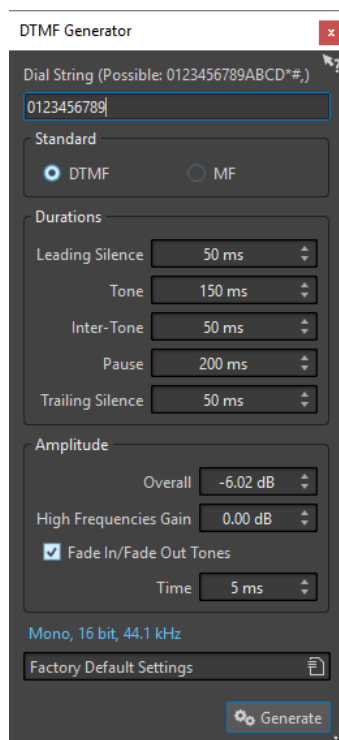 DTMF Generator
x
Dial String (Possible: 0123456789ABCD*#,)
0123456789
Standard
DTMF MF
Durations
Leading Silence 50 ms
Tone 150 ms
Inter-Tone 50 ms
Pause 200 ms
Trailing Silence 50 ms
Amplitude
Overall -6.02 dB
High Frequencies Gain 0.00 dB
Fade In/Fade Out Tones
Time 5 ms
Mono, 16 bit, 44.1 kHz
Factory Default Settings
Generate